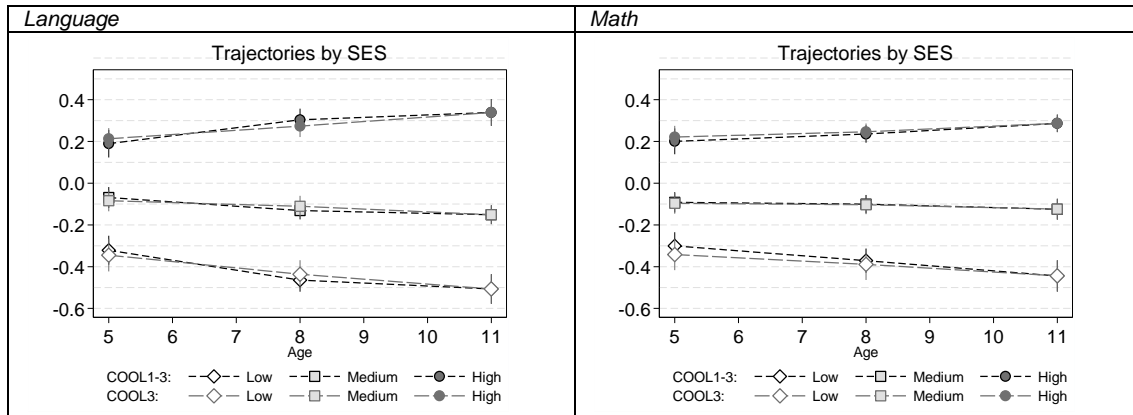 Language
Math
Trajectories by SES
0.4
0.2
0.0
-0.2
-0.4
-0.6
5 6 7 8 9 10 11
Age
COOL1-3: Low Medium High
COOL3: Low Medium High
Trajectories by SES
0.4
0.2
0.0
-0.2
-0.4
-0.6
5 6 7 8 9 10 11
Age
COOL1-3: Low Medium High
COOL3: Low Medium High